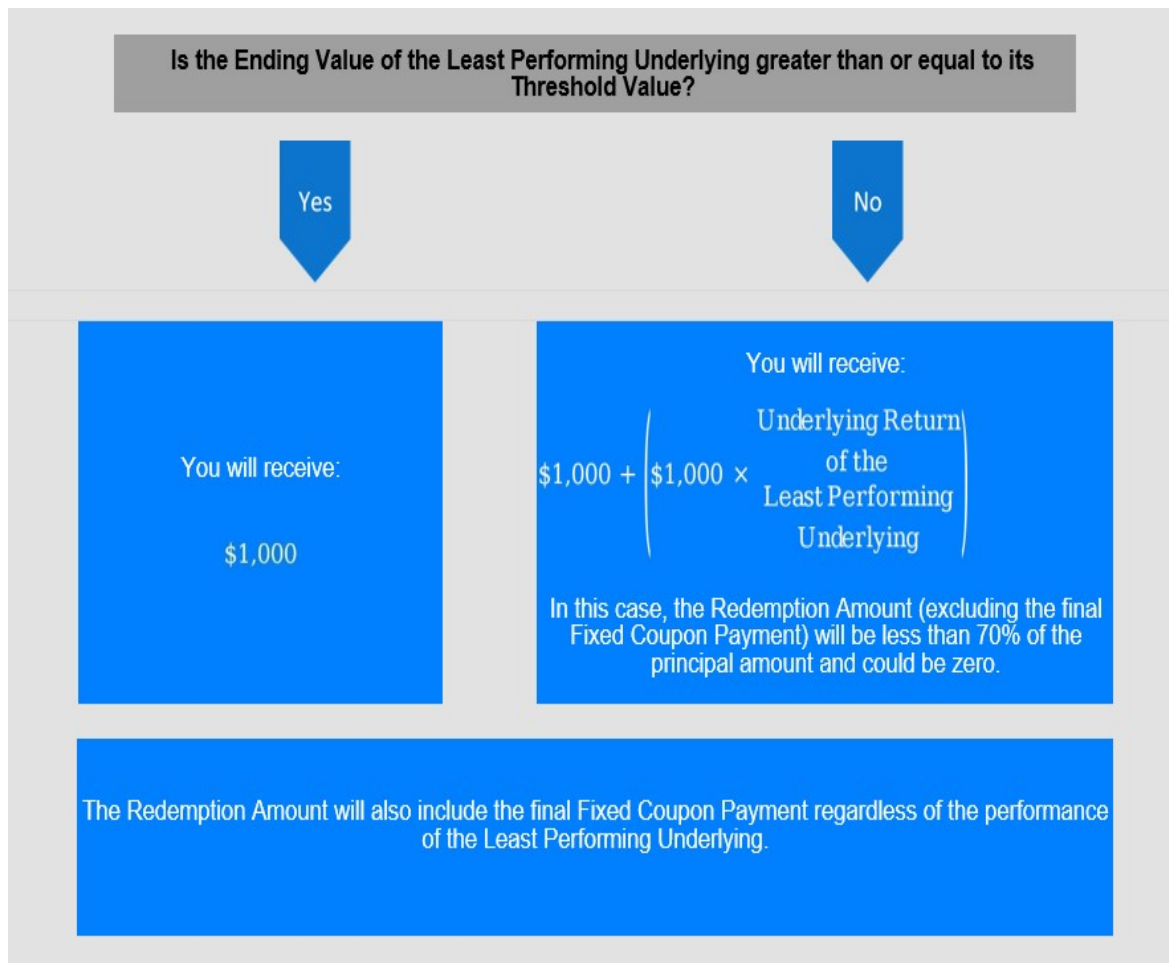 Is the Ending Value of the Least Performing Underlying greater than or equal to its
Threshold Value?
Yes
No
You will receive:
$1,000
You will receive:
$1,000 + ($1,000 × Underlying Return
of the
Least Performing
Underlying)
In this case, the Redemption Amount (excluding the final
Fixed Coupon Payment) will be less than 70% of the
principal amount and could be zero.
The Redemption Amount will also include the final Fixed Coupon Payment regardless of the performance
of the Least Performing Underlying.